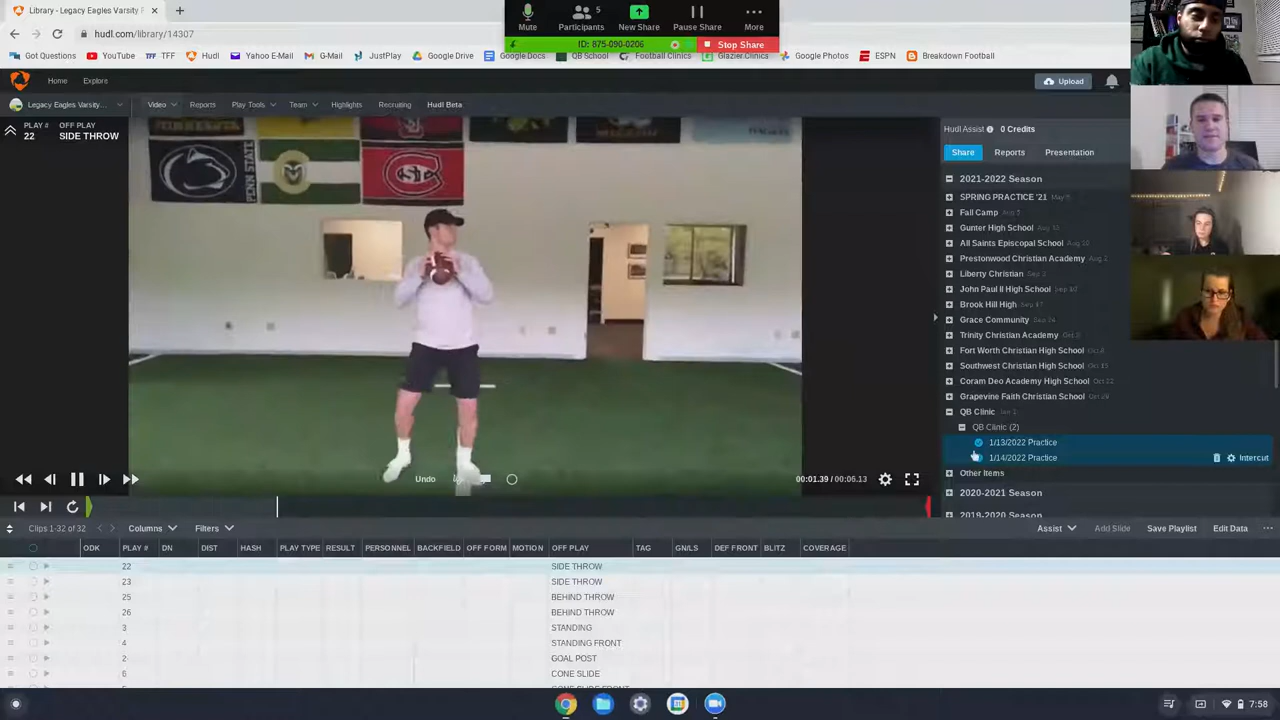 Library - Legacy Eagles Varsity F
hudl.com/library/14307
Mute
Participants
5
New Share
Pause Share
More
ID: 875-090-0206
Stop Share
TFF
Hudl
Yahoo E-Mail
G-Mail
JustPlay
Google Drive
Google Docs
QB School
Football Clinics
Glazier Clinics
Google Photos
ESPN
Breakdown Football
Home
Explore
Upload
Legacy Eagles Varsity...
Video
Reports
Play Tools
Team
Highlights
Recruiting
Hudl Beta
PLAY #
OFF PLAY
22
SIDE THROW
PENN STATE
Hudl Assist
0 Credits
Share
Reports
Presentation
2021-2022 Season
SPRING PRACTICE '21
Fall Camp
Gunter High School
All Saints Episcopal School
Prestonwood Christian Academy
Liberty Christian
John Paul II High School
Brook Hill High
Grace Community
Trinity Christian Academy
Fort Worth Christian High School
Southwest Christian School
Coram Deo Academy High School Oct 22
Grapevine Faith Christian School
QB Clinic
QB Clinic (2)
1/13/2022 Practice
1/14/2022 Practice
Intercut
Other Items
2020-2021 Season
2019-2020 Season
Undo
00:01.39 / 00:06.13
Clips 1-32 of 32
Columns
Filters
Assist
Add Slide
Save Playlist
Edit Data
ODK
PLAY #
DN
DIST
HASH
PLAY TYPE
RESULT
PERSONNEL
BACKFIELD
OFF FORM
MOTION
OFF PLAY
TAG
GN/LS
DEF FRONT
BLITZ
COVERAGE
22 SIDE THROW
23 SIDE THROW
25 BEHIND THROW
26 BEHIND THROW
3 STANDING
4 STANDING FRONT
2 GOAL POST
6 CONE SLIDE
7:58